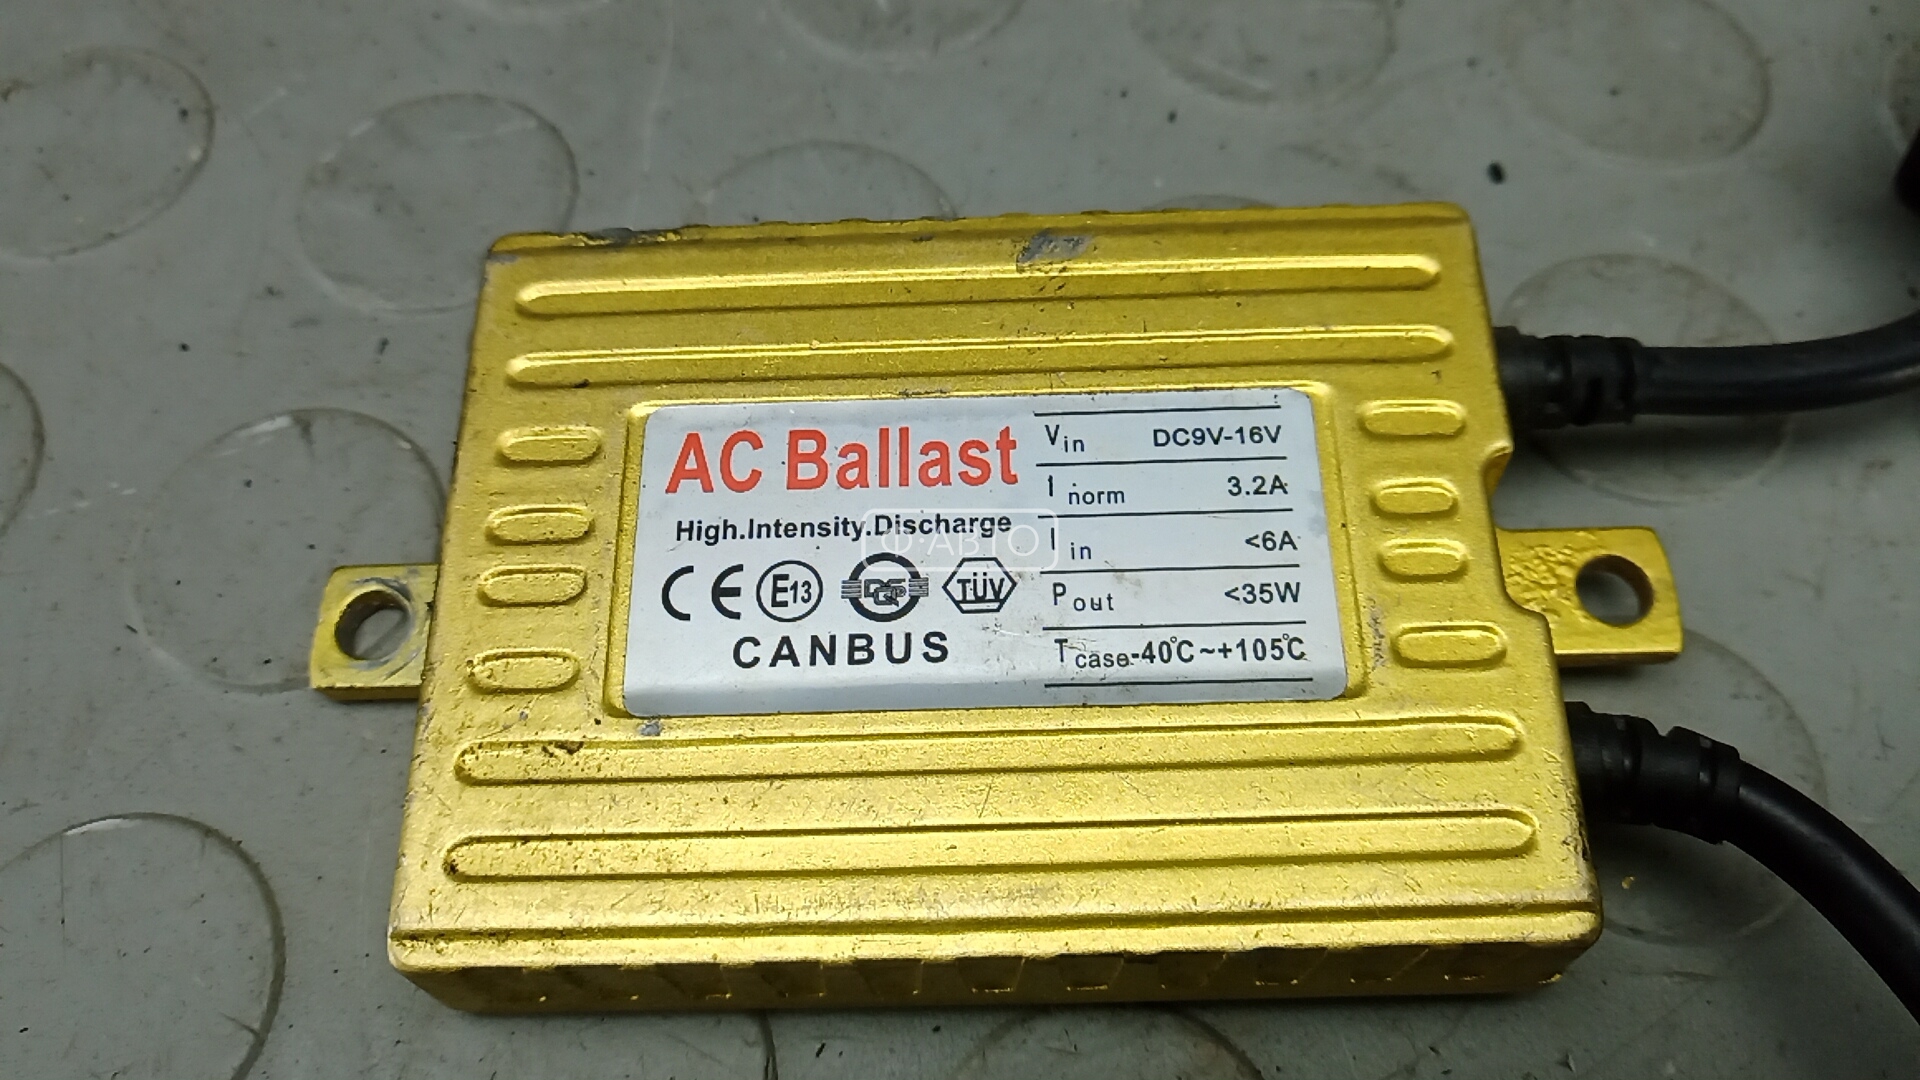 AC Ballast
High.Intensity.Discharge
CE E13 DQS TÜV
CANBUS
Vin DC9V-16V
I norm 3.2A
I in <6A
Pout <35W
Tcase-40℃~+105℃
Ф·АВТО